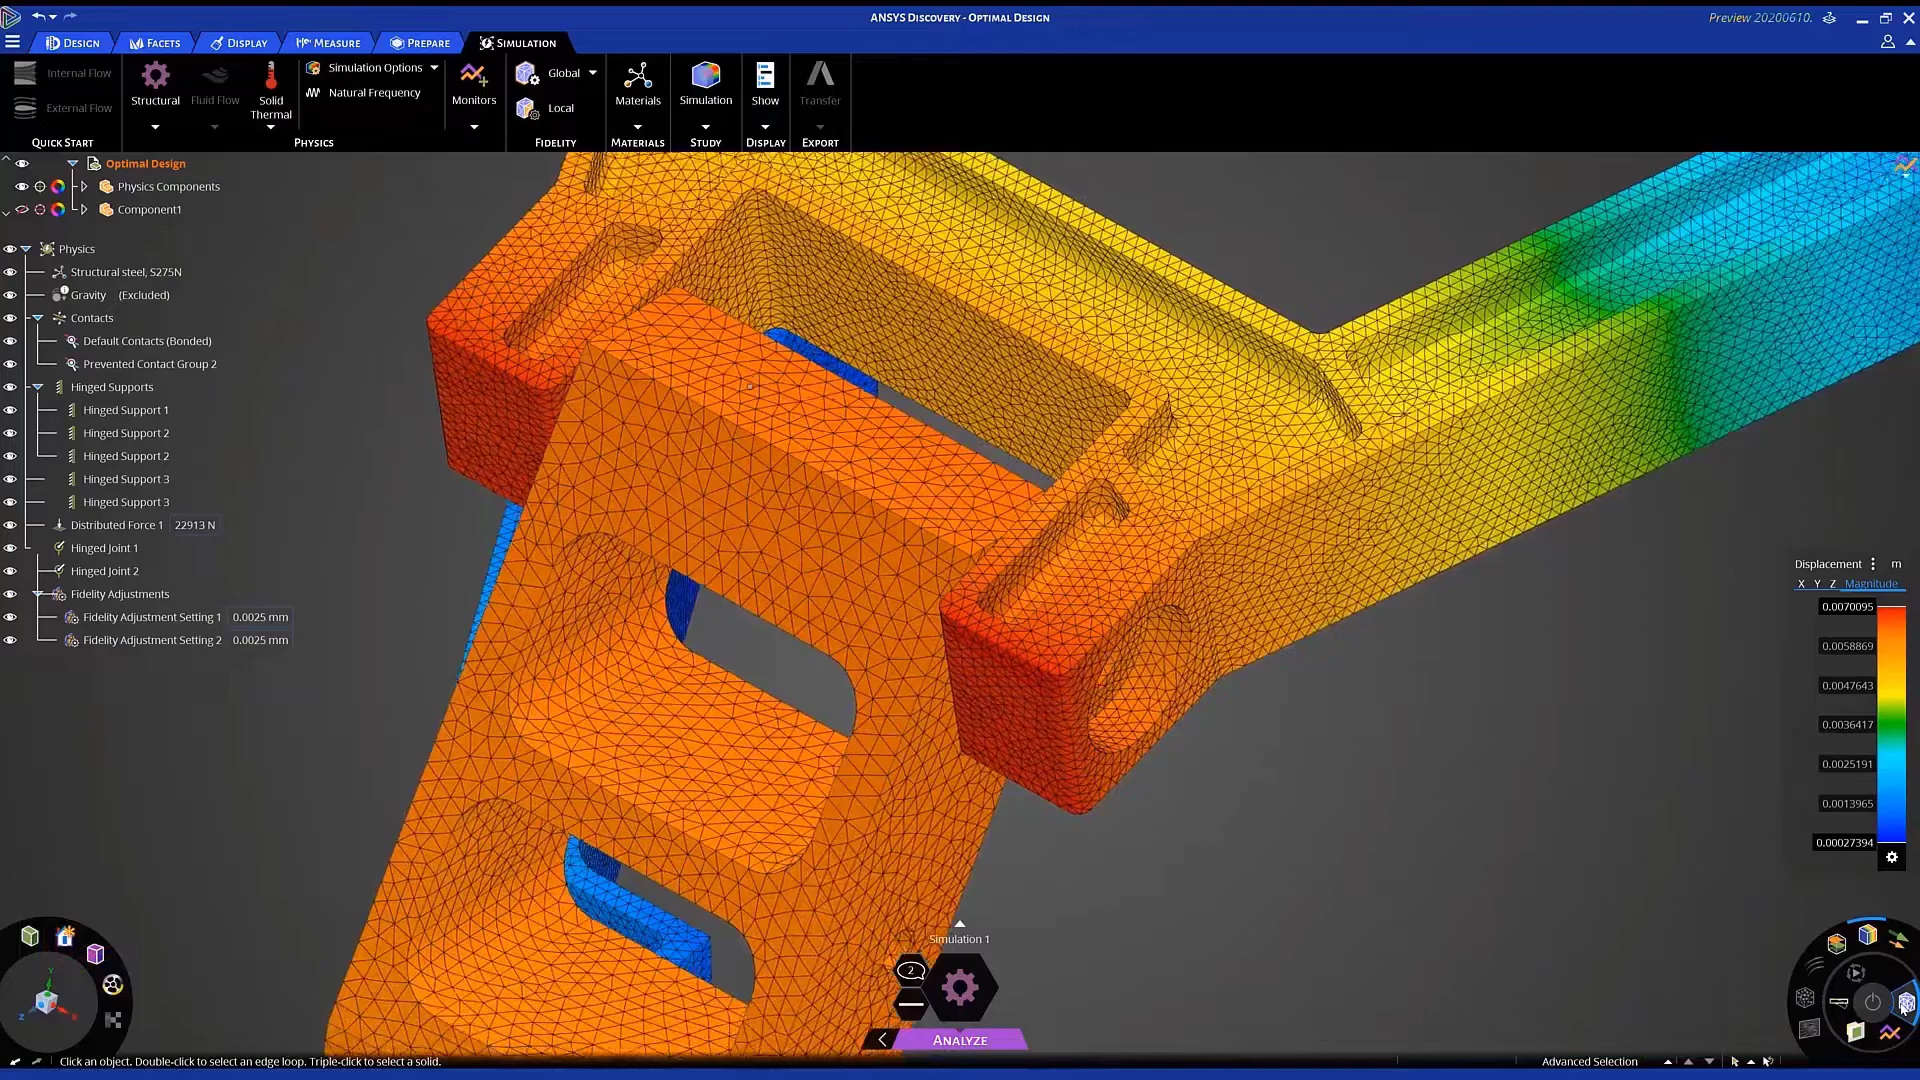 ANSYS Discovery - Optimal Design
Preview 20200610.
DESIGN
FACETS
DISPLAY
MEASURE
PREPARE
SIMULATION
Internal Flow
External Flow
QUICK START
Structural
Fluid Flow
Solid
Thermal
Simulation Options
Natural Frequency
PHYSICS
Monitors
Global
Local
FIDELITY
Materials
MATERIALS
Simulation
STUDY
Show
DISPLAY
Transfer
EXPORT
Optimal Design
Physics Components
Component1
Physics
Structural steel, S275N
Gravity (Excluded)
Contacts
Default Contacts (Bonded)
Prevented Contact Group 2
Hinged Supports
Hinged Support 1
Hinged Support 2
Hinged Support 2
Hinged Support 3
Hinged Support 3
Distributed Force 1 22913 N
Hinged Joint 1
Hinged Joint 2
Fidelity Adjustments
Fidelity Adjustment Setting 1 0.0025 mm
Fidelity Adjustment Setting 2 0.0025 mm
Displacement m
X Y Z Magnitude
0.0070095
0.0058869
0.0047643
0.0036417
0.0025191
0.0013965
0.00027394
Y
Z
X
Simulation 1
2
ANALYZE
Click an object. Double-click to select an edge loop. Triple-click to select a solid.
Advanced Selection